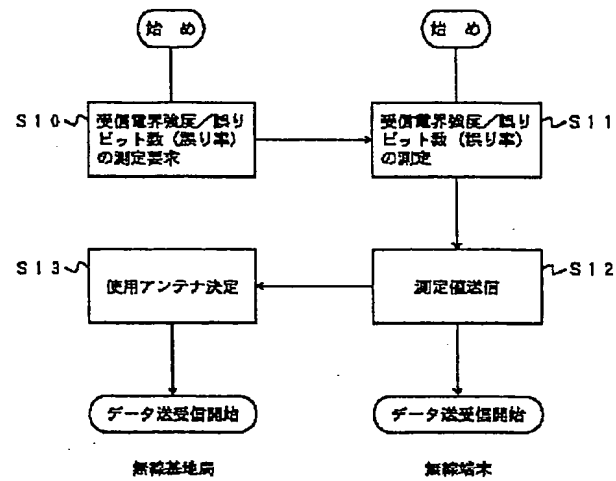 始 め
始 め
S10
受信電界強度／誤り
ビット数（誤り率）
の測定要求
受信電界強度／誤り
ビット数（誤り率）
の測定
S11
S13
使用アンテナ決定
測定値送信
S12
データ送受信開始
データ送受信開始
無線基地局
無線端末